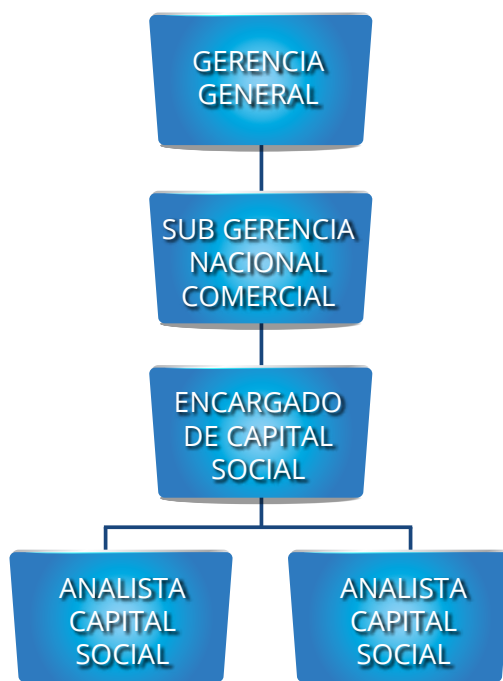 GERENCIA
GENERAL
SUB GERENCIA
NACIONAL
COMERCIAL
ENCARGADO
DE CAPITAL
SOCIAL
ANALISTA
CAPITAL
SOCIAL
ANALISTA
CAPITAL
SOCIAL